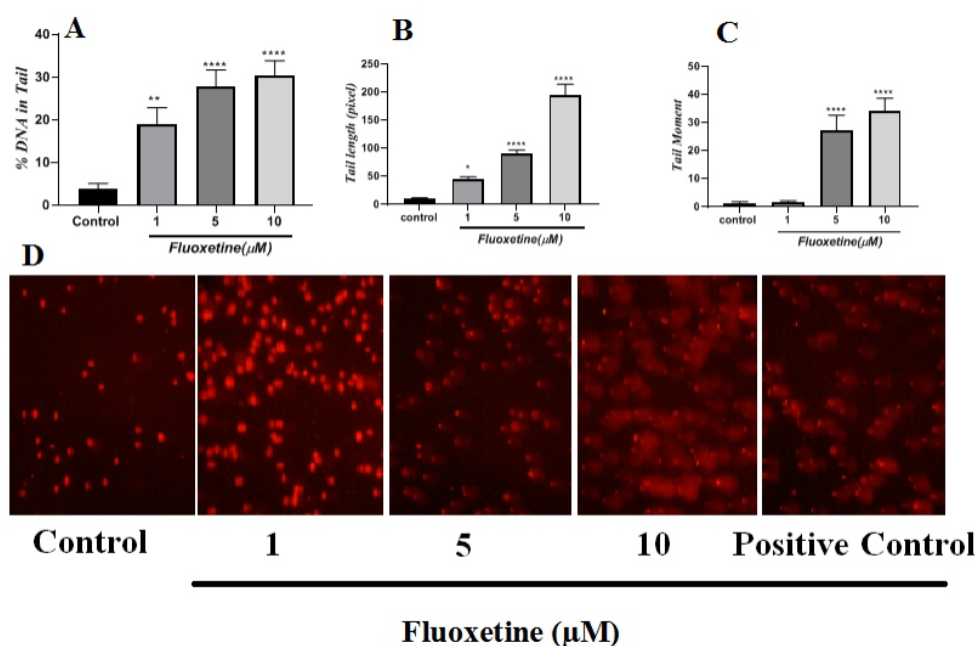 A
% DNA in Tail
40
30
20
10
0
**
****
****
Control
1
5
10
Fluoxetine(μM)
B
Tail length (pixel)
250
200
150
100
50
0
*
****
****
control
1
5
10
Fluoxetine(μM)
C
Tail Moment
50
40
30
20
10
0
****
****
control
1
5
10
Fluoxetine(μM)
D
Control
1
5
10
Positive Control
Fluoxetine (μM)